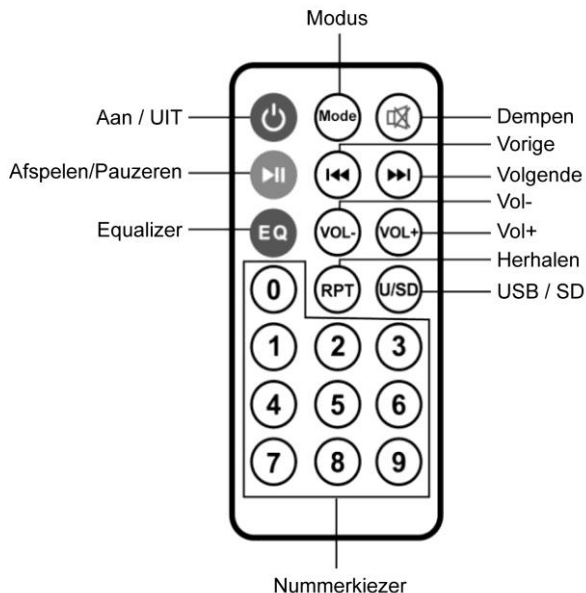 Modus
Aan / UIT
Mode
Dempen
Vorige
Afspelen/Pauzeren
Volgende
Vol-
Equalizer
EQ
VOL-
VOL+
Vol+
Herhalen
0
RPT
U/SD
USB / SD
1 2 3
4 5 6
7 8 9
Nummerkiezer